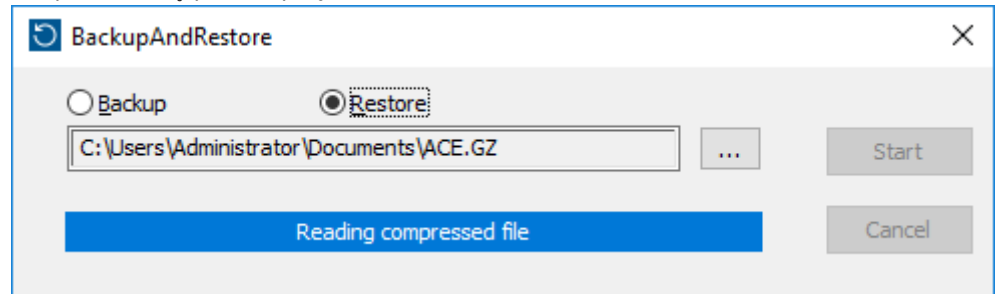 BackupAndRestore
Backup Restore
C:\Users\Administrator\Documents\ACE.GZ ... Start
Reading compressed file Cancel